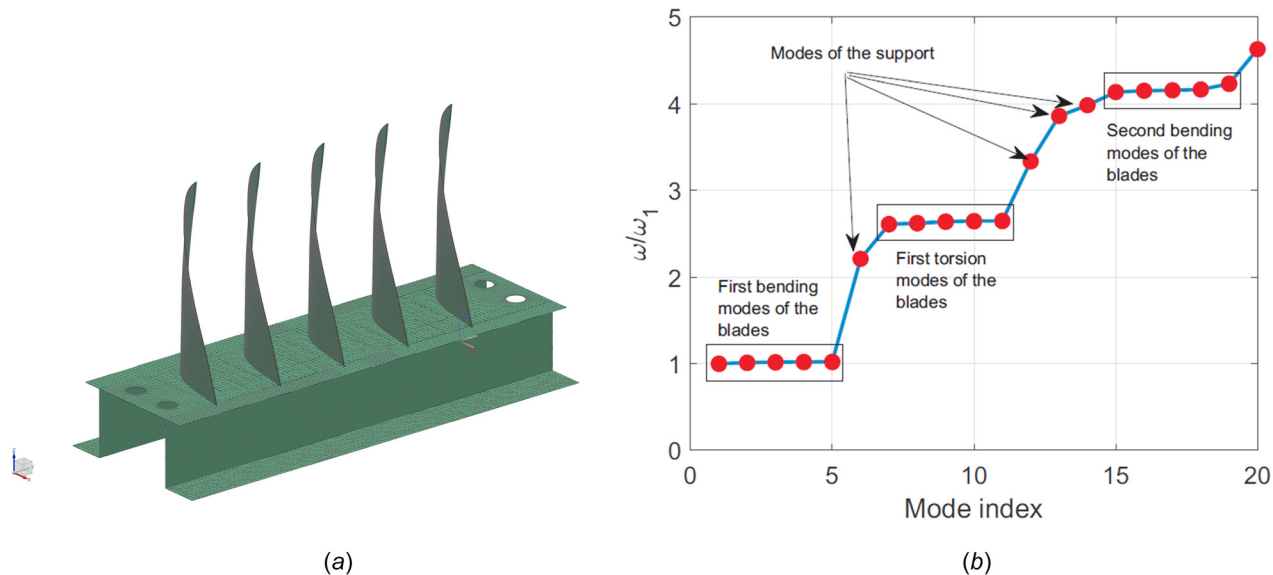 5
Modes of the support
4
Second bending
modes of the
blades
3
ω/ω1
First torsion
modes of the
blades
2
First bending
modes of the
blades
1
0
0 5 10 15 20
Mode index
(a) (b)